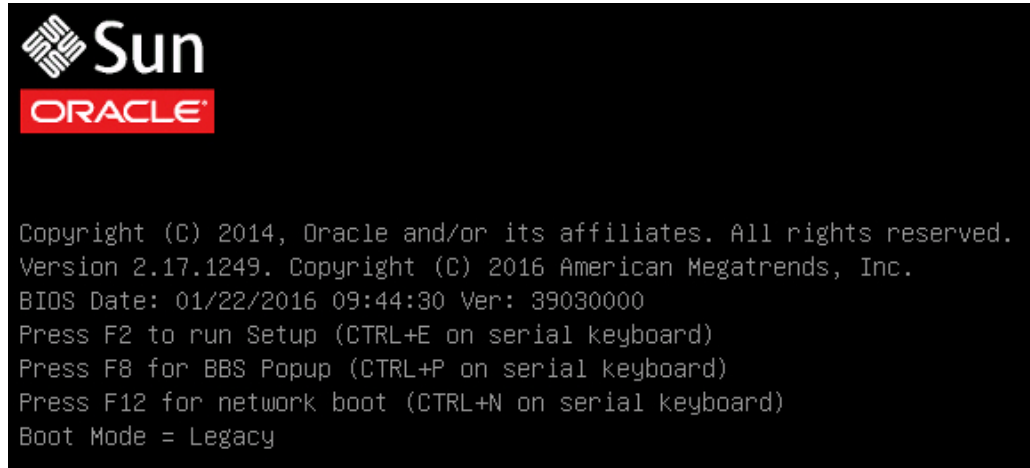 Sun
ORACLE
Copyright (C) 2014, Oracle and/or its affiliates. All rights reserved.
Version 2.17.1249. Copyright (C) 2016 American Megatrends, Inc.
BIOS Date: 01/22/2016 09:44:30 Ver: 39030000
Press F2 to run Setup (CTRL+E on serial keyboard)
Press F8 for BBS Popup (CTRL+P on serial keyboard)
Press F12 for network boot (CTRL+N on serial keyboard)
Boot Mode = Legacy